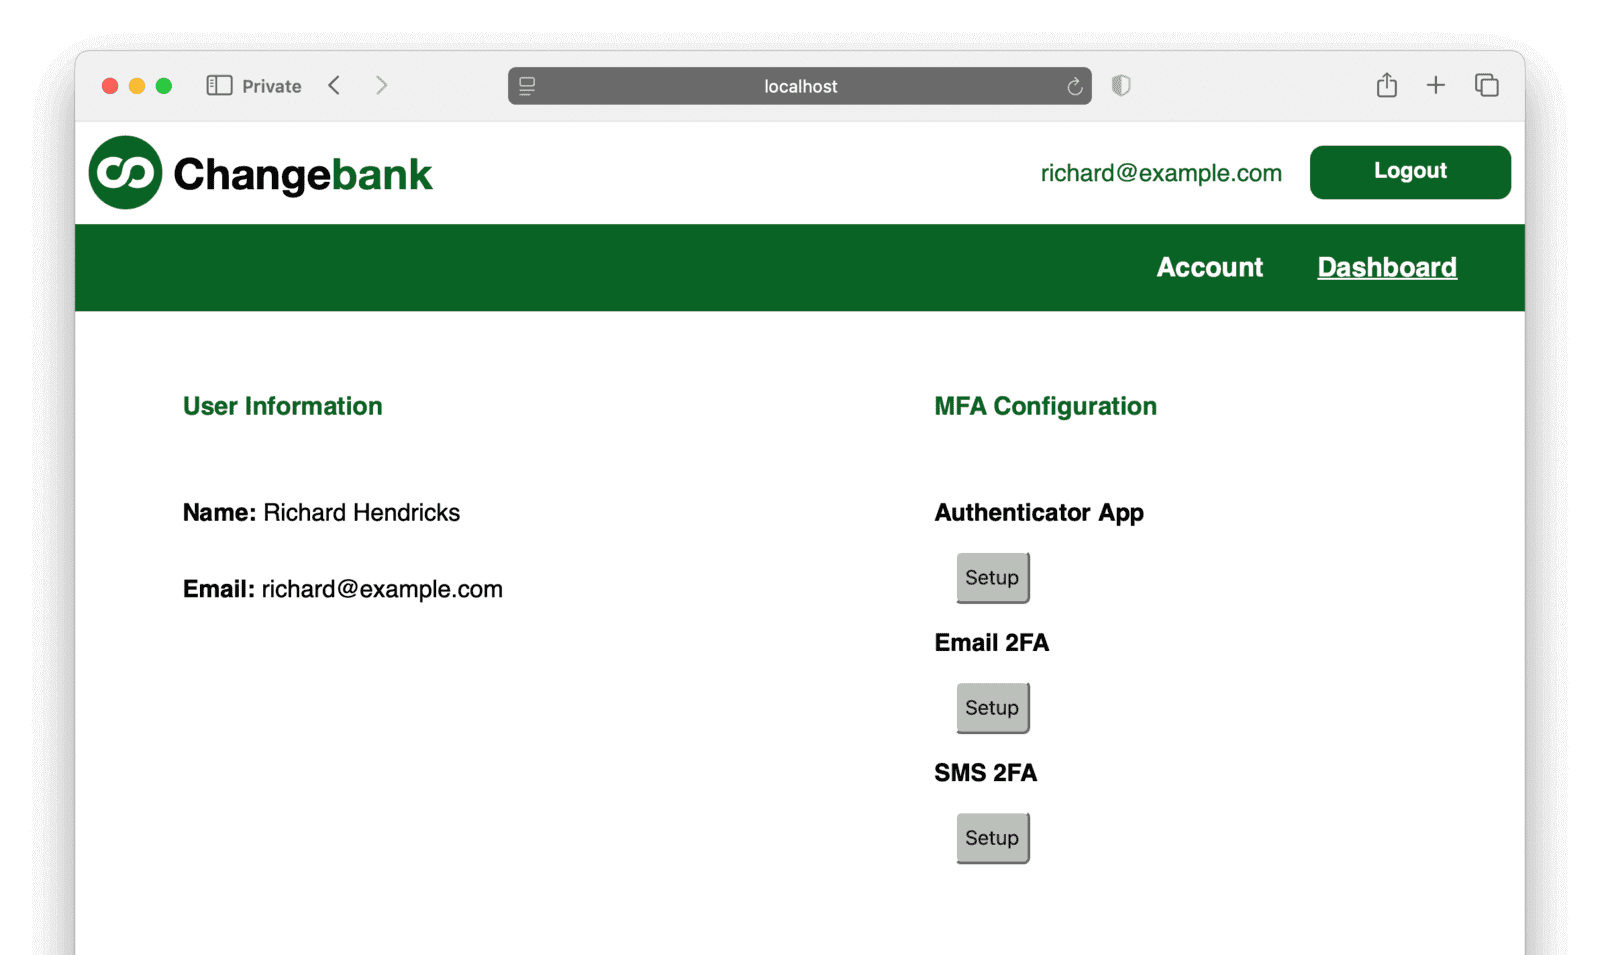 Private
localhost
Changebank
richard@example.com
Logout
Account
Dashboard
User Information
Name: Richard Hendricks
Email: richard@example.com
MFA Configuration
Authenticator App
Setup
Email 2FA
Setup
SMS 2FA
Setup